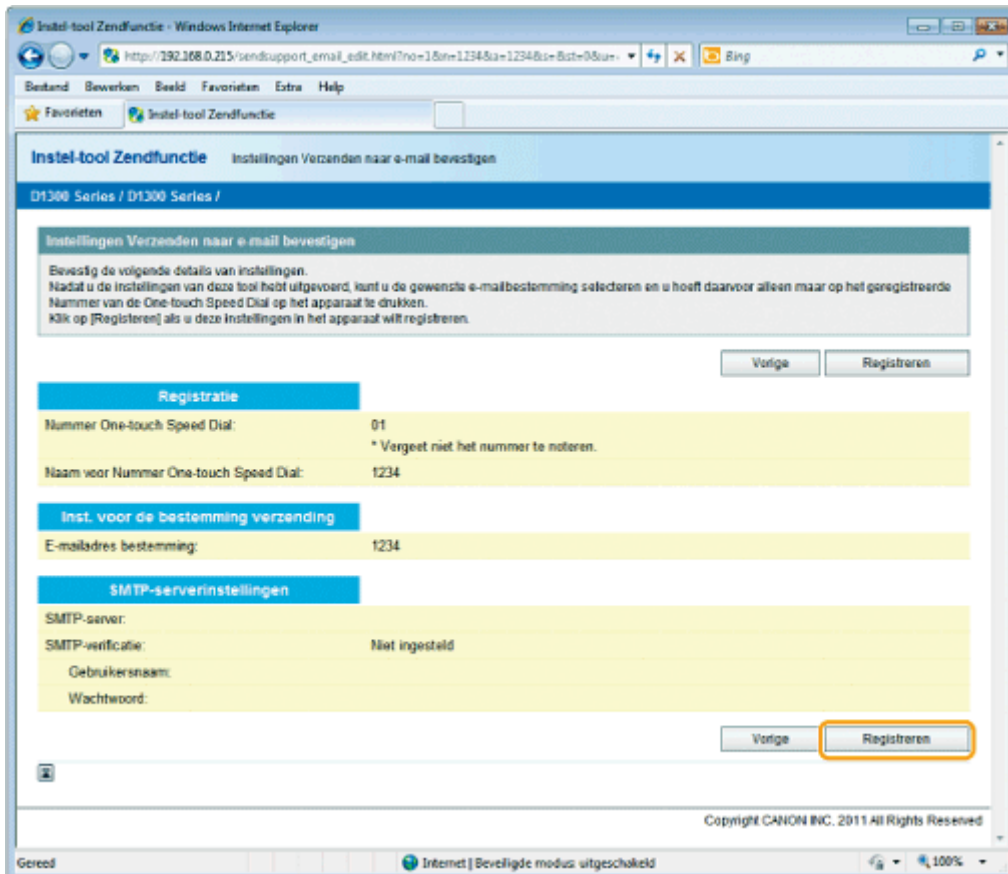 Instel-tool Zendfunctie - Windows Internet Explorer
http://192.168.0.215/sendsupport_email_edit.html?no=1&n=1234&a=1234&s=&st=0&u=
Bing
Bestand Bewerken Beeld Favorieten Extra Help
Favorieten Instel-tool Zendfunctie
Instel-tool Zendfunctie Instellingen Verzenden naar e-mail bevestigen
D1300 Series / D1300 Series /
Instellingen Verzenden naar e-mail bevestigen
Bevestig de volgende details van instellingen.
Nadat u de instellingen van deze tool hebt uitgevoerd, kunt u de gewenste e-mailbestemming selecteren en u hoeft daarvoor alleen maar op het geregistreerde
Nummer van de One-touch Speed Dial op het apparaat te drukken.
Klik op [Registeren] als u deze instellingen in het apparaat wilt registreren.
Vorige Registreren
Registratie
Nummer One-touch Speed Dial: 01
* Vergeet niet het nummer te noteren.
Naam voor Nummer One-touch Speed Dial: 1234
Inst. voor de bestemming verzending
E-mailadres bestemming: 1234
SMTP-serverinstellingen
SMTP-server:
SMTP-verificatie: Niet ingesteld
Gebruikersnaam:
Wachtwoord:
Vorige Registreren
Copyright CANON INC. 2011 All Rights Reserved
Gereed Internet | Beveiligde modus: uitgeschakeld 100%